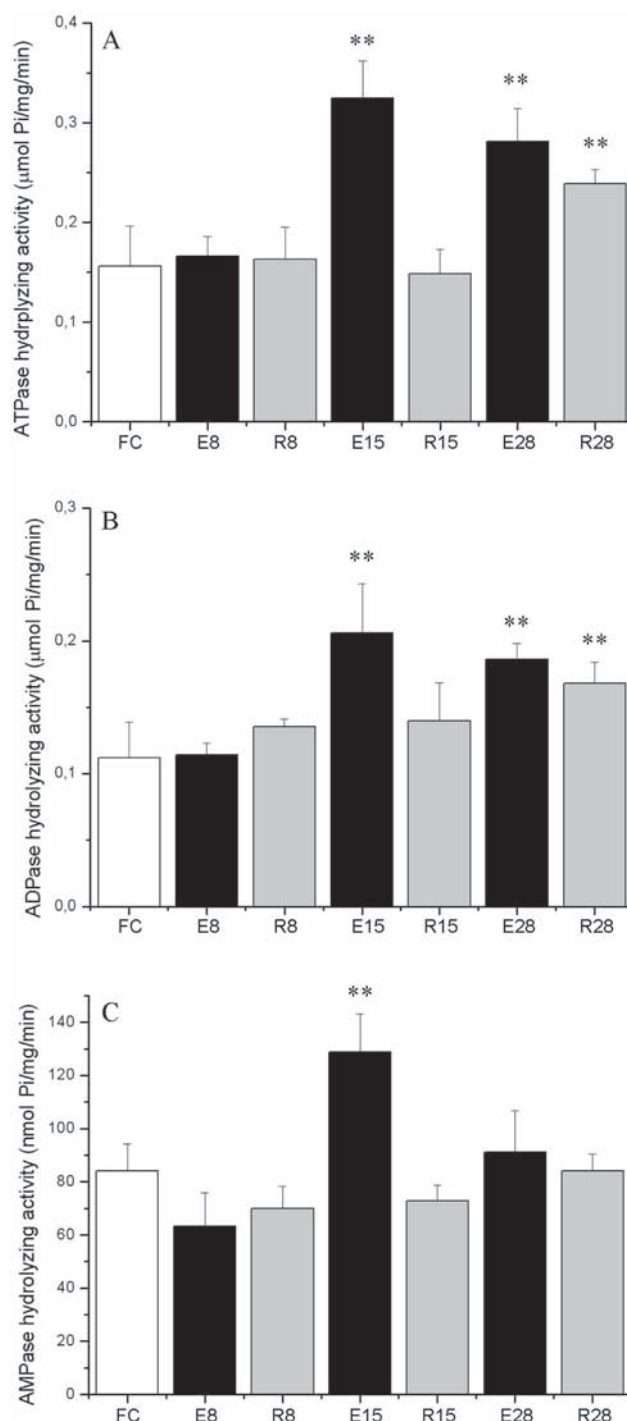 0,4
A
**
**
0,3
**
0,2
0,1
0,0
ATPase hydrplyzing activity (μmol Pi/mg/min)
FC E8 R8 E15 R15 E28 R28
0,3
B
**
**
**
0,2
0,1
0,0
ADPase hydrolyzing activity (μmol Pi/mg/min)
FC E8 R8 E15 R15 E28 R28
C
**
140
120
100
80
60
40
20
0
AMPase hydrolyzing activity (nmol Pi/mg/min)
FC E8 R8 E15 R15 E28 R28